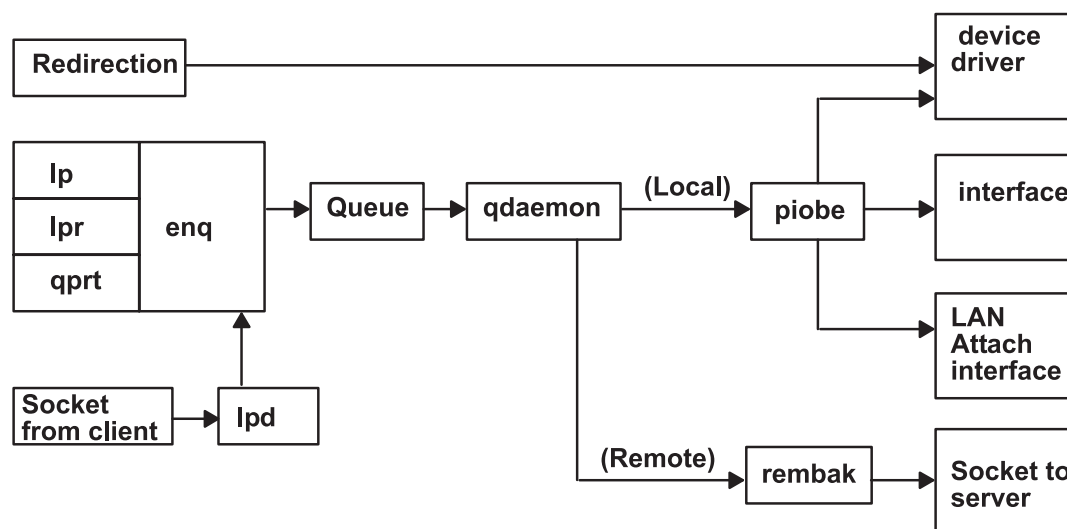 Redirection
device
driver
lp
lpr
qprt
enq
Queue
qdaemon
(Local)
piobe
interface
LAN
Attach
interface
Socket
from client
lpd
(Remote)
rembak
Socket to
server